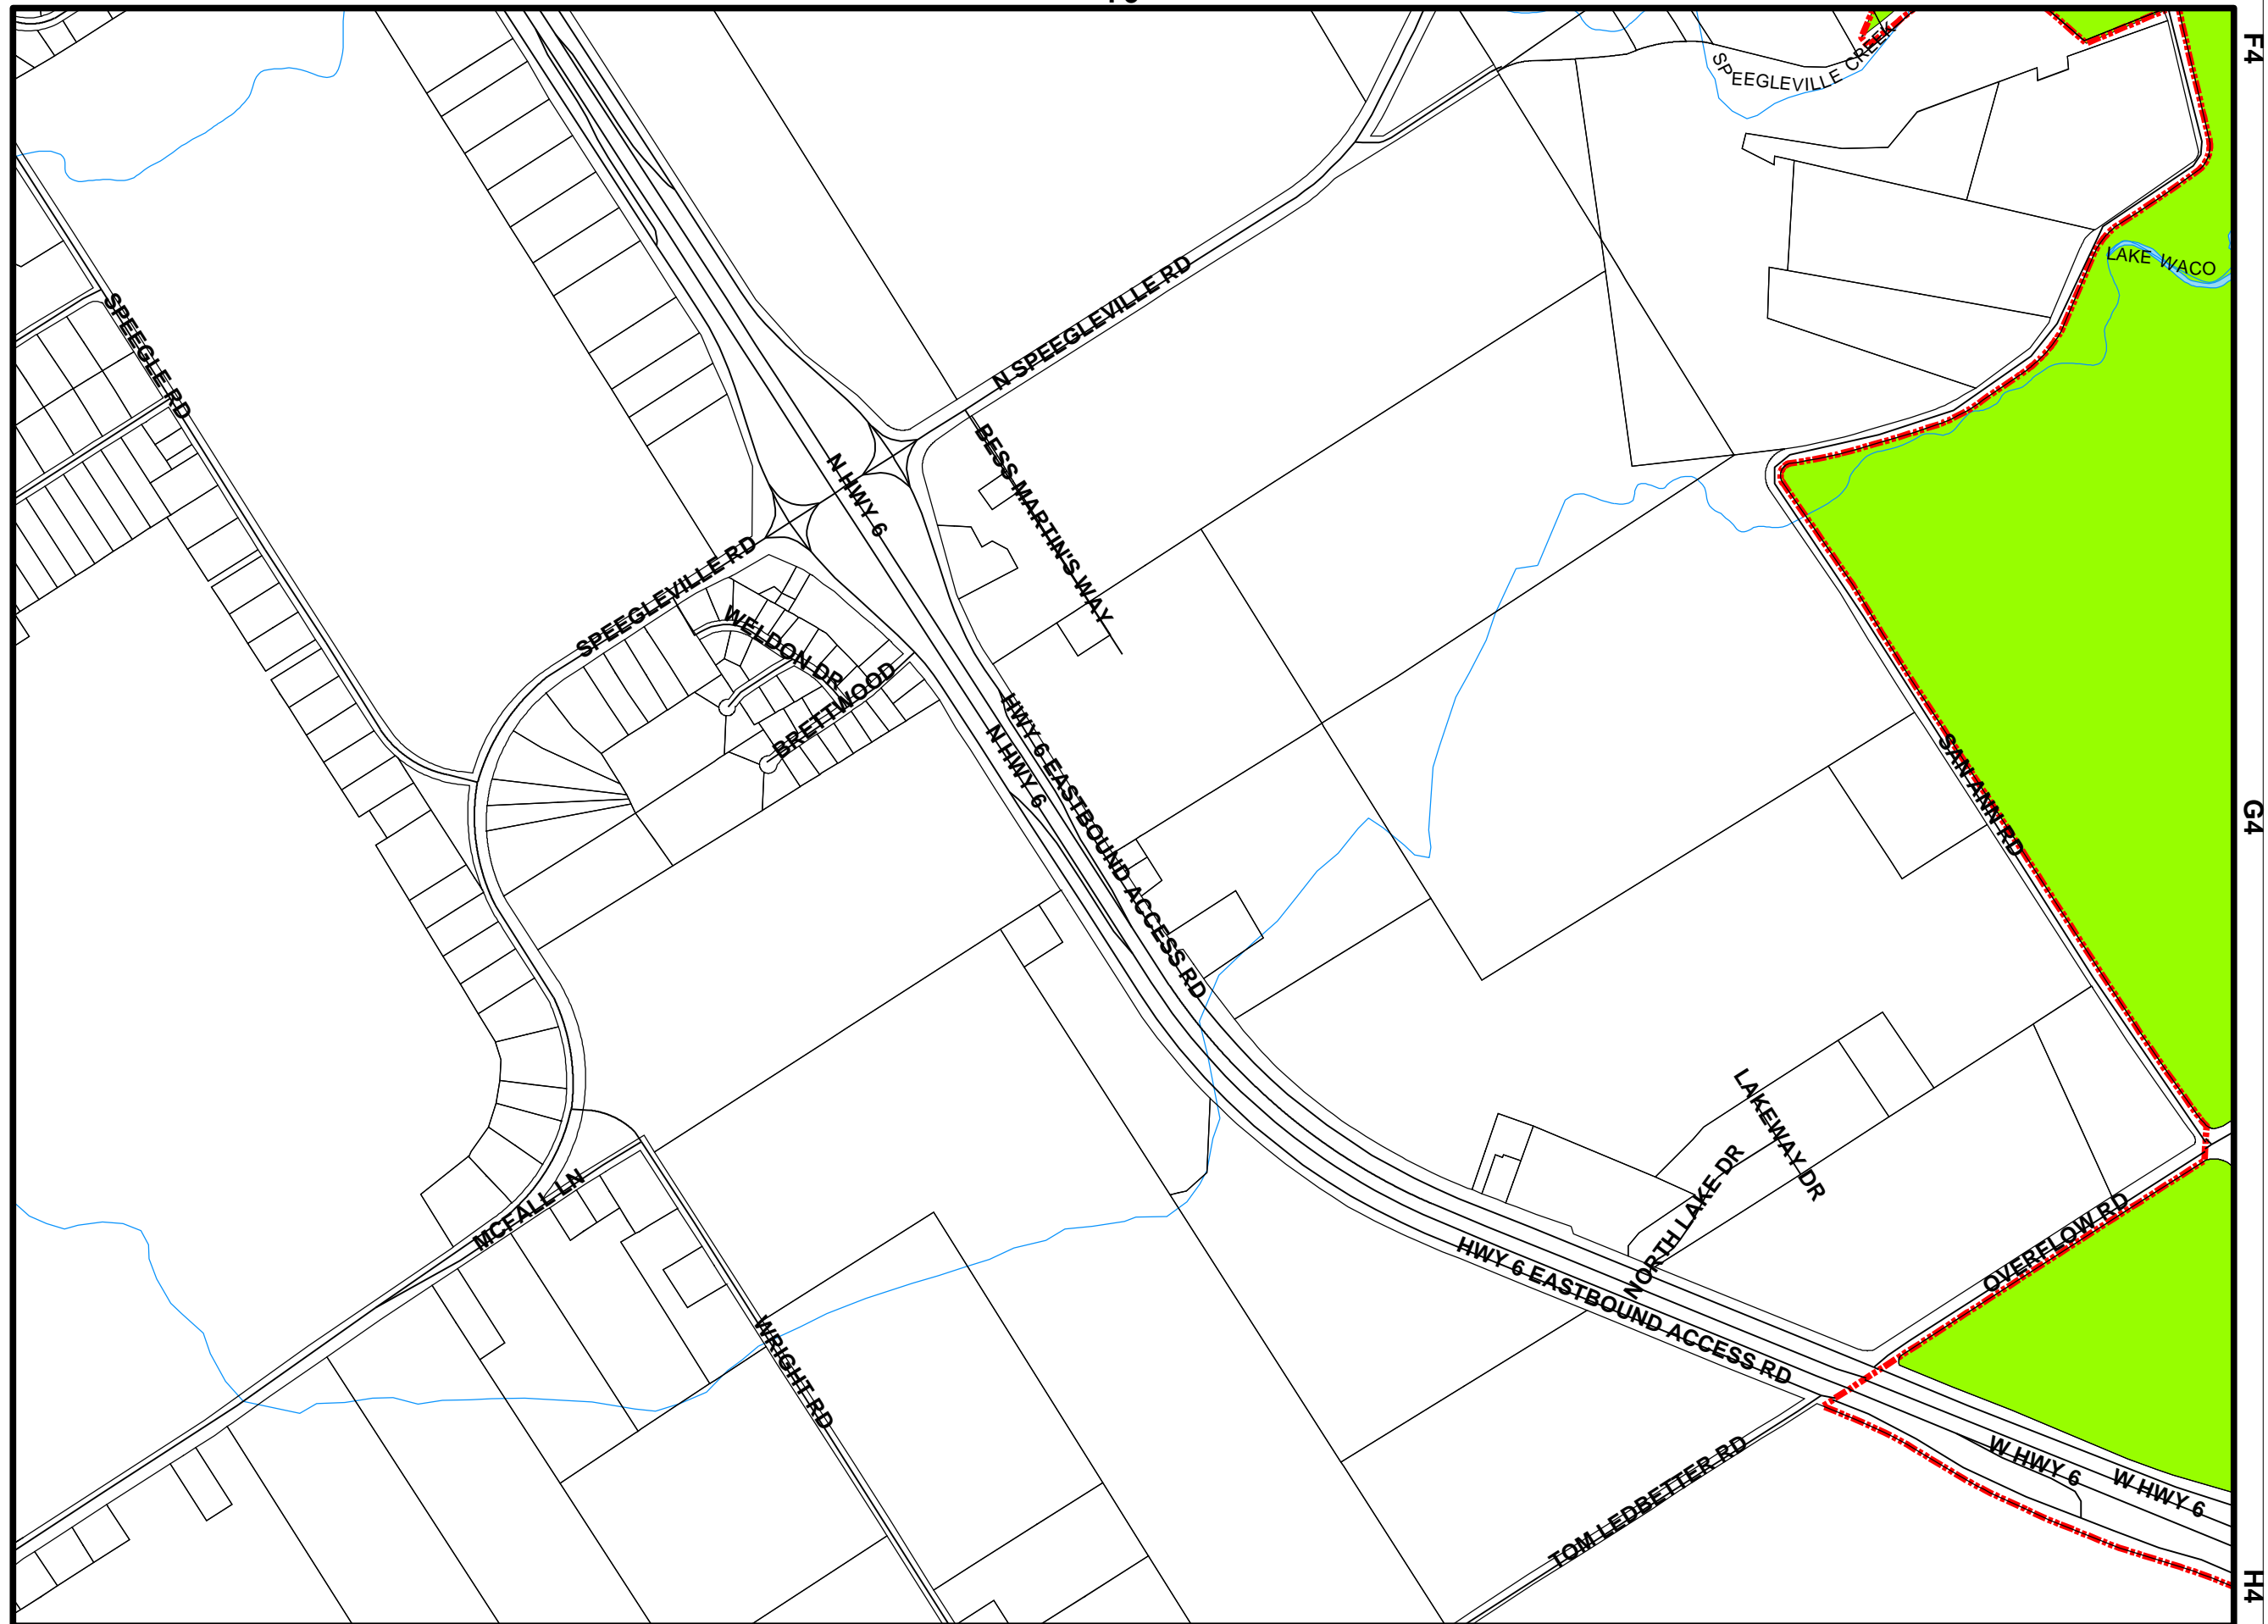 F4
SPEEGLEVILLE CREEK
LAKE WACO
N SPEEGLEVILLE RD
SPEEGLE RD
BESS MARTIN'S WAY
N HWY 6
SPEEGLEVILLE RD
WELDON DR
BRETTWOOD
HWY 6 EASTBOUND ACCESS RD
N HWY 6
SAN ANN RD
G4
LAKEWAY DR
NORTH LAKE DR
MCFALL LN
OVERFLOW RD
HWY 6 EASTBOUND ACCESS RD
WRIGHT RD
W HWY 6
W HWY 6
TOM LEDBETTER RD
H4